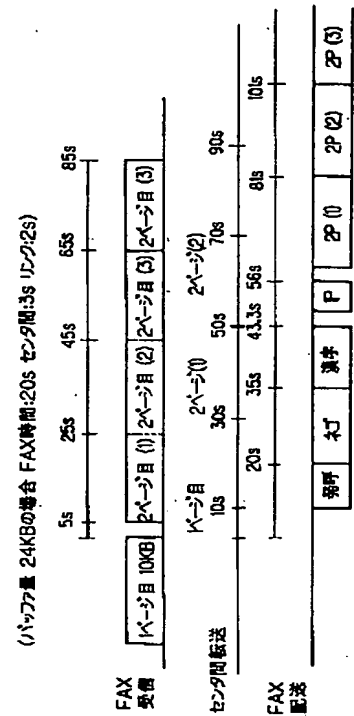 (バッファ量 24KBの場合 FAX時間:20s センタ間:3s リンク:2s)
5s 25s 45s 65s 85s
FAX
受信
1ページ目 10KB 2ページ目 (1) 2ページ目 (2) 2ページ目 (3) 2ページ目 (3)
センタ間転送
1ページ目 2ページ(1) 2ページ(2)
10s 30s 50s 70s 90s
20s 35s 43.3s 56s 81s 101s
FAX
配送
発呼 ネゴ 漢字 1P 2P (1) 2P (2) 2P (3)